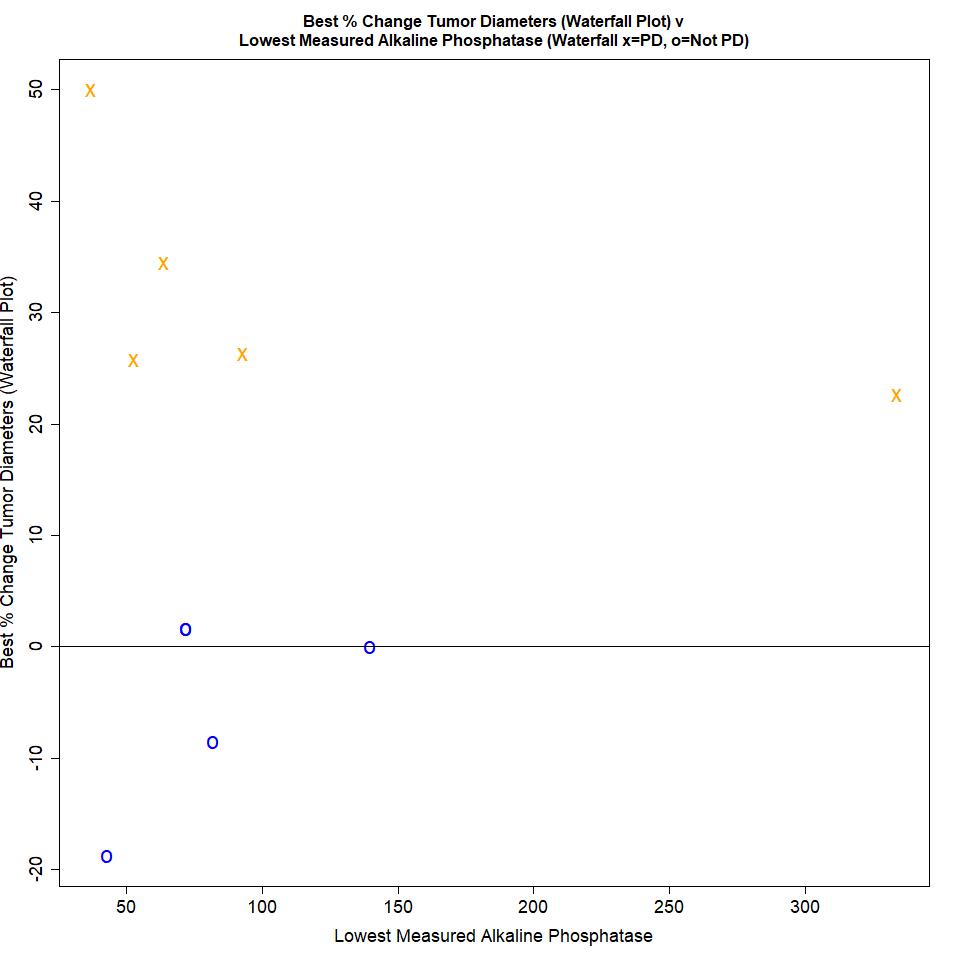 Best % Change Tumor Diameters (Waterfall Plot) v
Lowest Measured Alkaline Phosphatase (Waterfall x=PD, o=Not PD)
Best % Change Tumor Diameters (Waterfall Plot)
50
40
30
20
10
0
-10
-20
X
X
X
X
X
O
O
O
O
50 100 150 200 250 300
Lowest Measured Alkaline Phosphatase